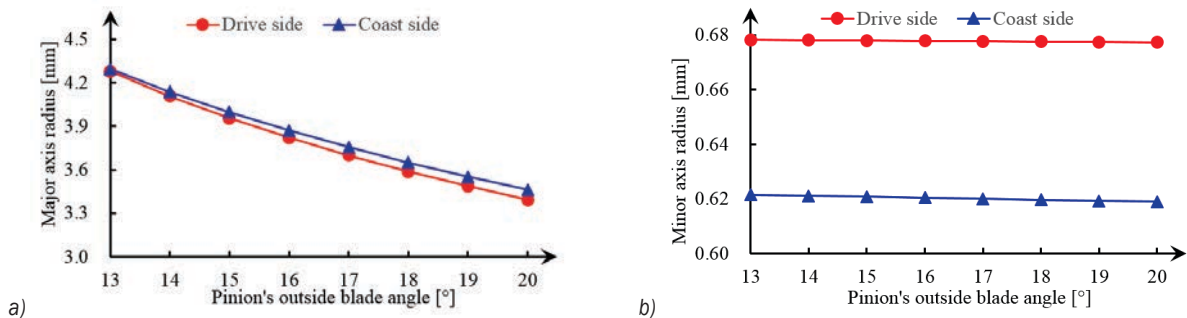 Drive side Coast side
4.5
4.2
3.9
3.6
3.3
3.0
Major axis radius [mm]
13 14 15 16 17 18 19 20
Pinion's outside blade angle [°]
a)
Drive side Coast side
0.68
0.66
0.64
0.62
0.60
Minor axis radius [mm]
13 14 15 16 17 18 19 20
Pinion's outside blade angle [°]
b)